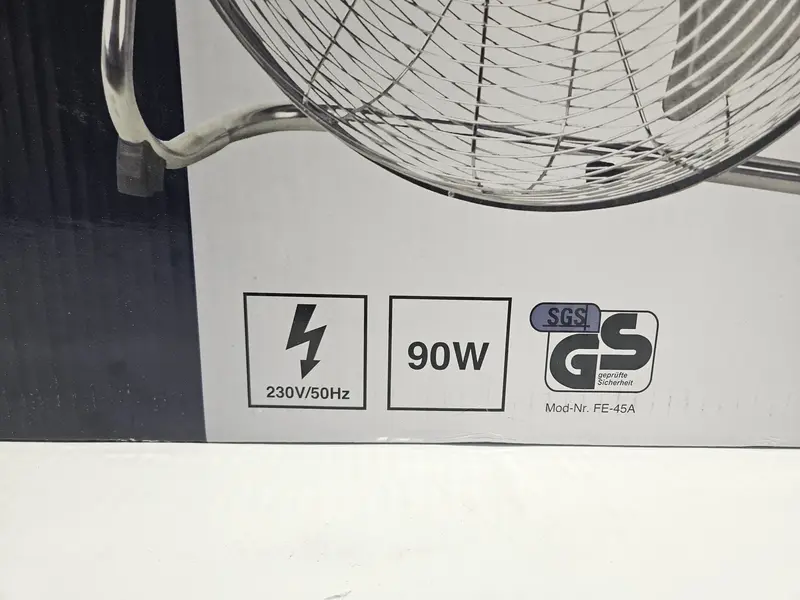 230V/50Hz
90W
SGS
GS
geprüfte
Sicherheit
Mod-Nr. FE-45A